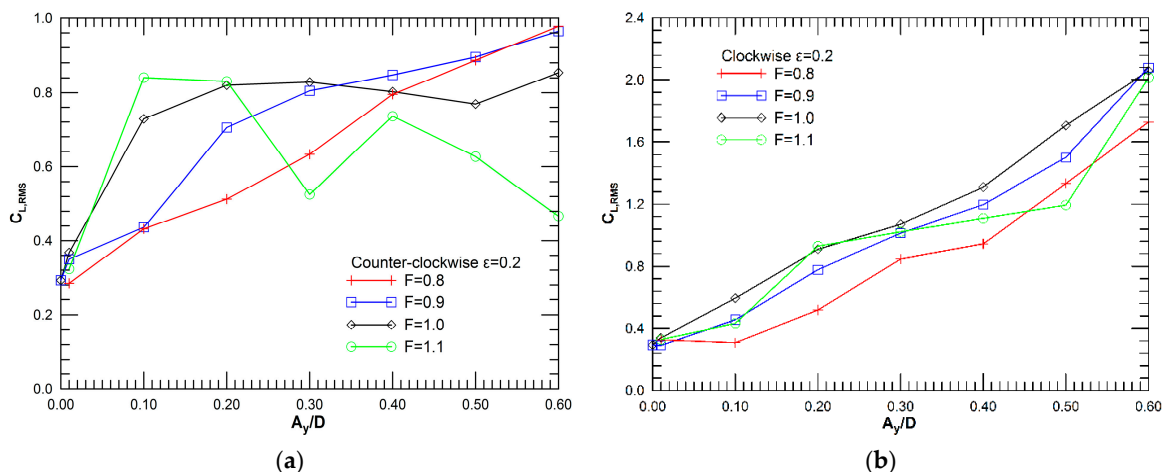 1.0
0.8
0.6
0.4
0.2
0.0
C_L,RMS
Counter-clockwise ε=0.2
F=0.8
F=0.9
F=1.0
F=1.1
0.00 0.10 0.20 0.30 0.40 0.50 0.60
A_y/D
(a)
2.4
2.0
1.6
1.2
0.8
0.4
0.0
C_L,RMS
Clockwise ε=0.2
F=0.8
F=0.9
F=1.0
F=1.1
0.00 0.10 0.20 0.30 0.40 0.50 0.60
A_y/D
(b)